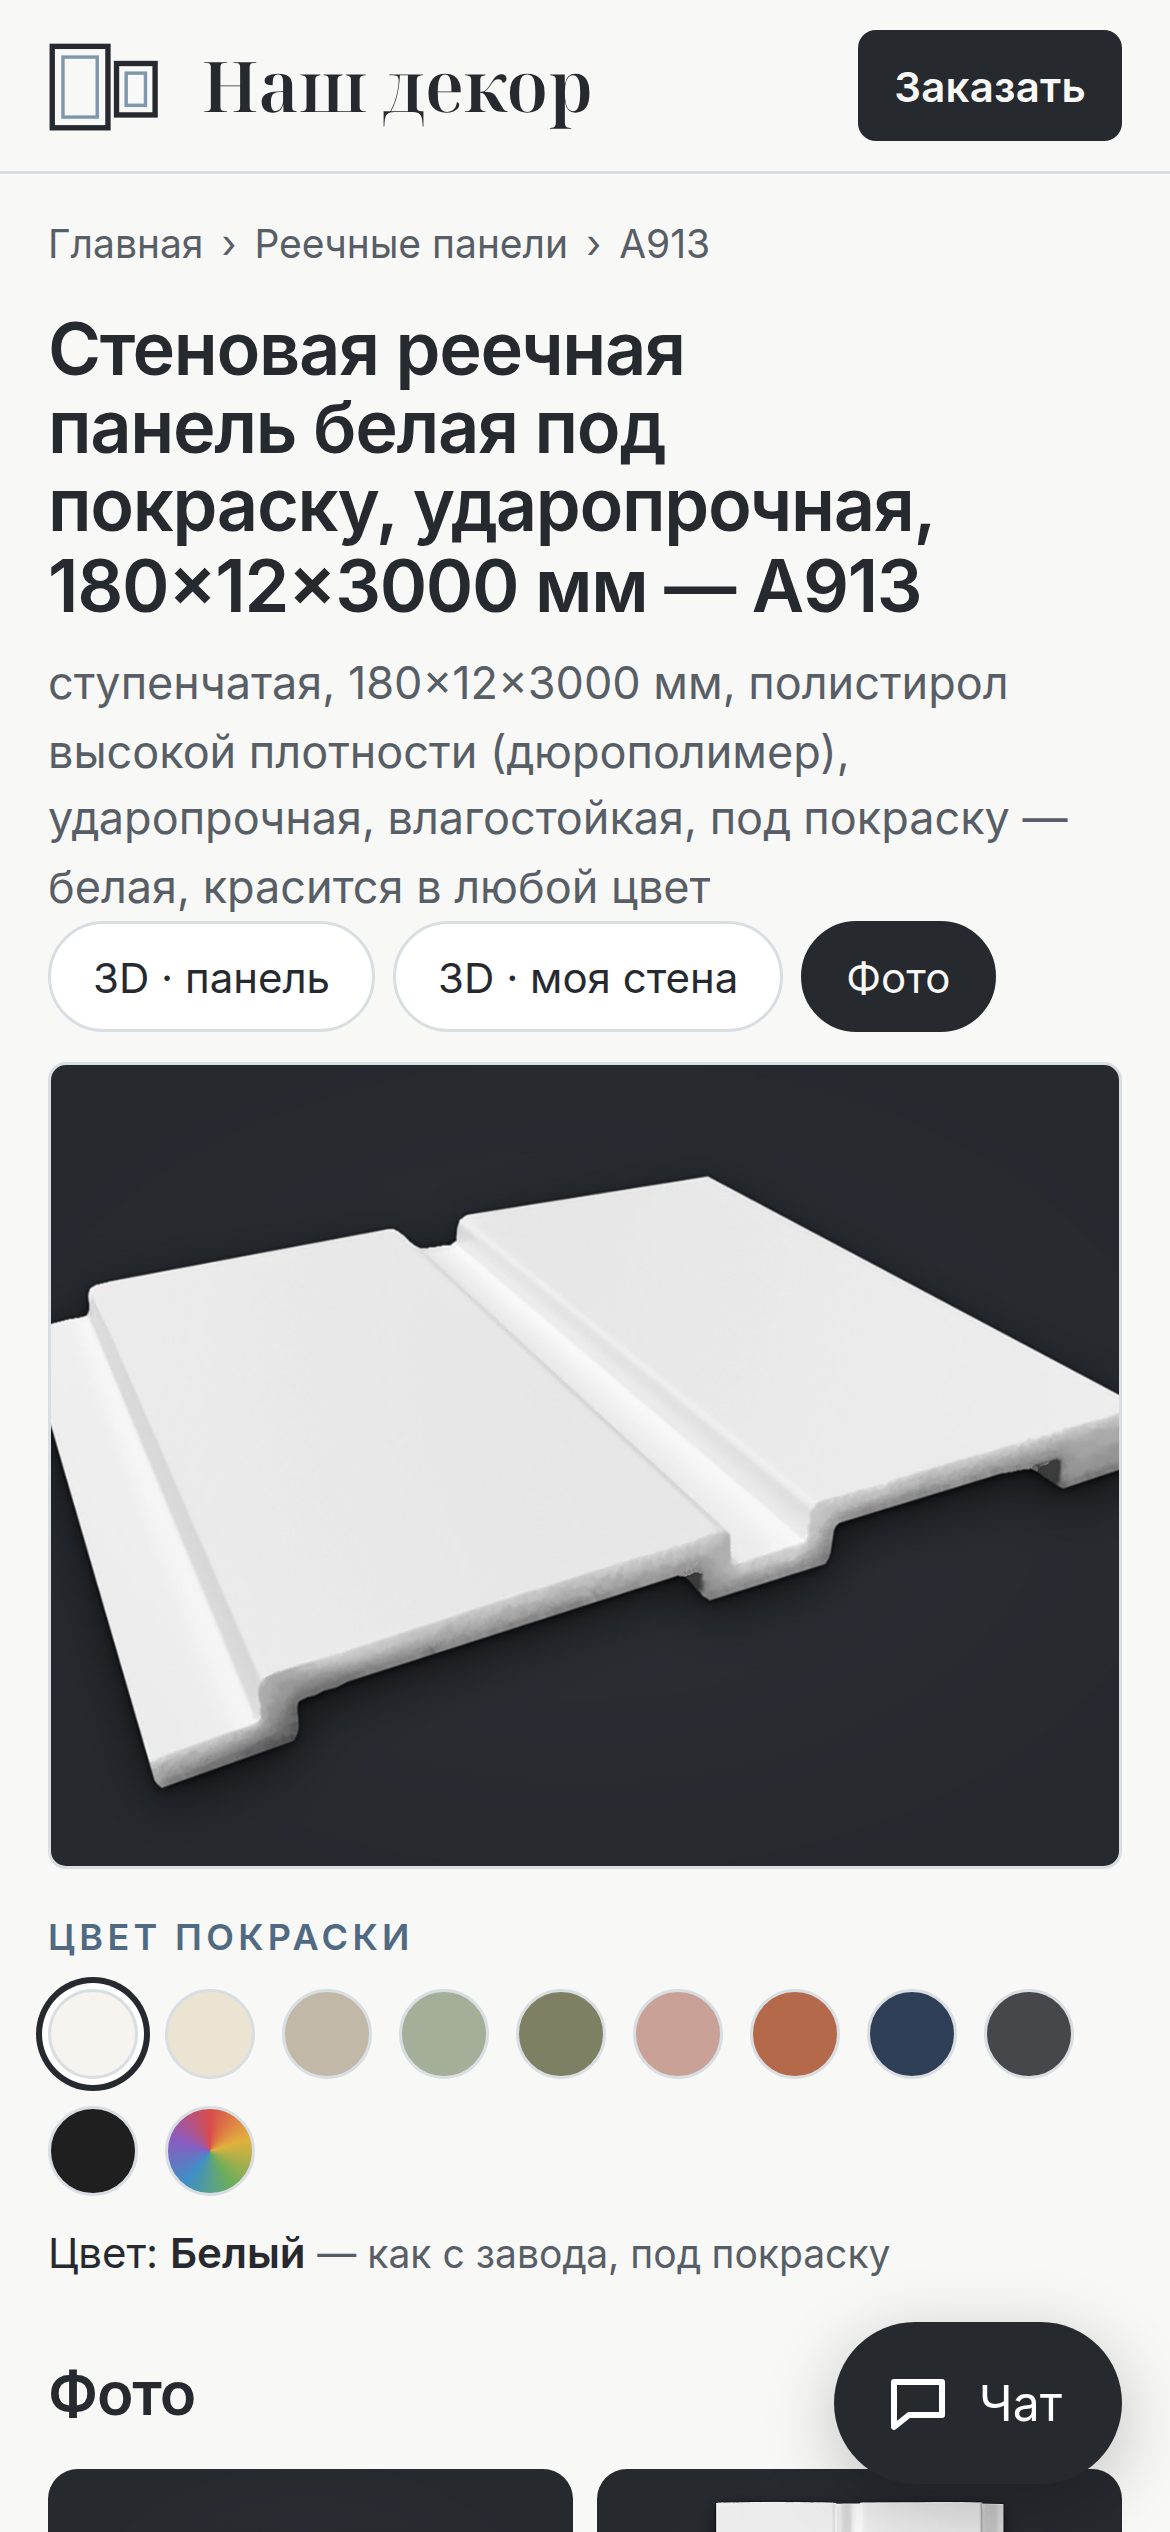 Наш декор
Заказать
Главная › Реечные панели › A913
Стеновая реечная
панель белая под
покраску, ударопрочная,
180×12×3000 мм — A913
ступенчатая, 180×12×3000 мм, полистирол
высокой плотности (дюрополимер),
ударопрочная, влагостойкая, под покраску —
белая, красится в любой цвет
3D · панель
3D · моя стена
Фото
ЦВЕТ ПОКРАСКИ
Цвет: Белый — как с завода, под покраску
Фото
Чат